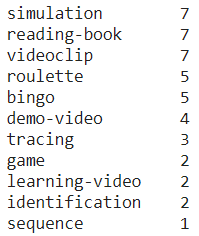 simulation 7
reading-book 7
videoclip 7
roulette 5
bingo 5
demo-video 4
tracing 3
game 2
learning-video 2
identification 2
sequence 1